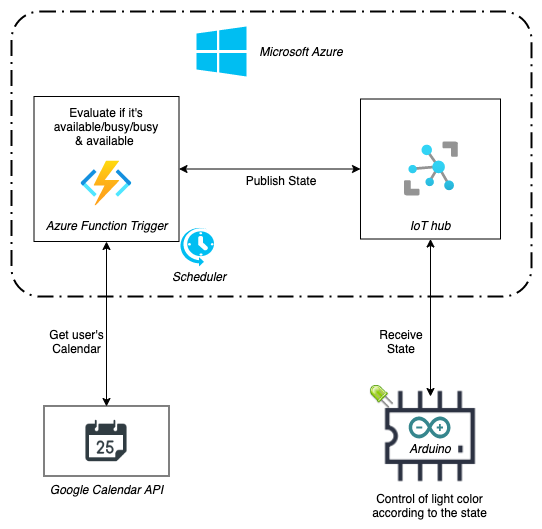 Microsoft Azure
Evaluate if it's
available/busy/busy
& available
Azure Function Trigger
Publish State
IoT hub
Scheduler
Get user's
Calendar
Receive
State
25
Google Calendar API
Arduino
Control of light color
according to the state